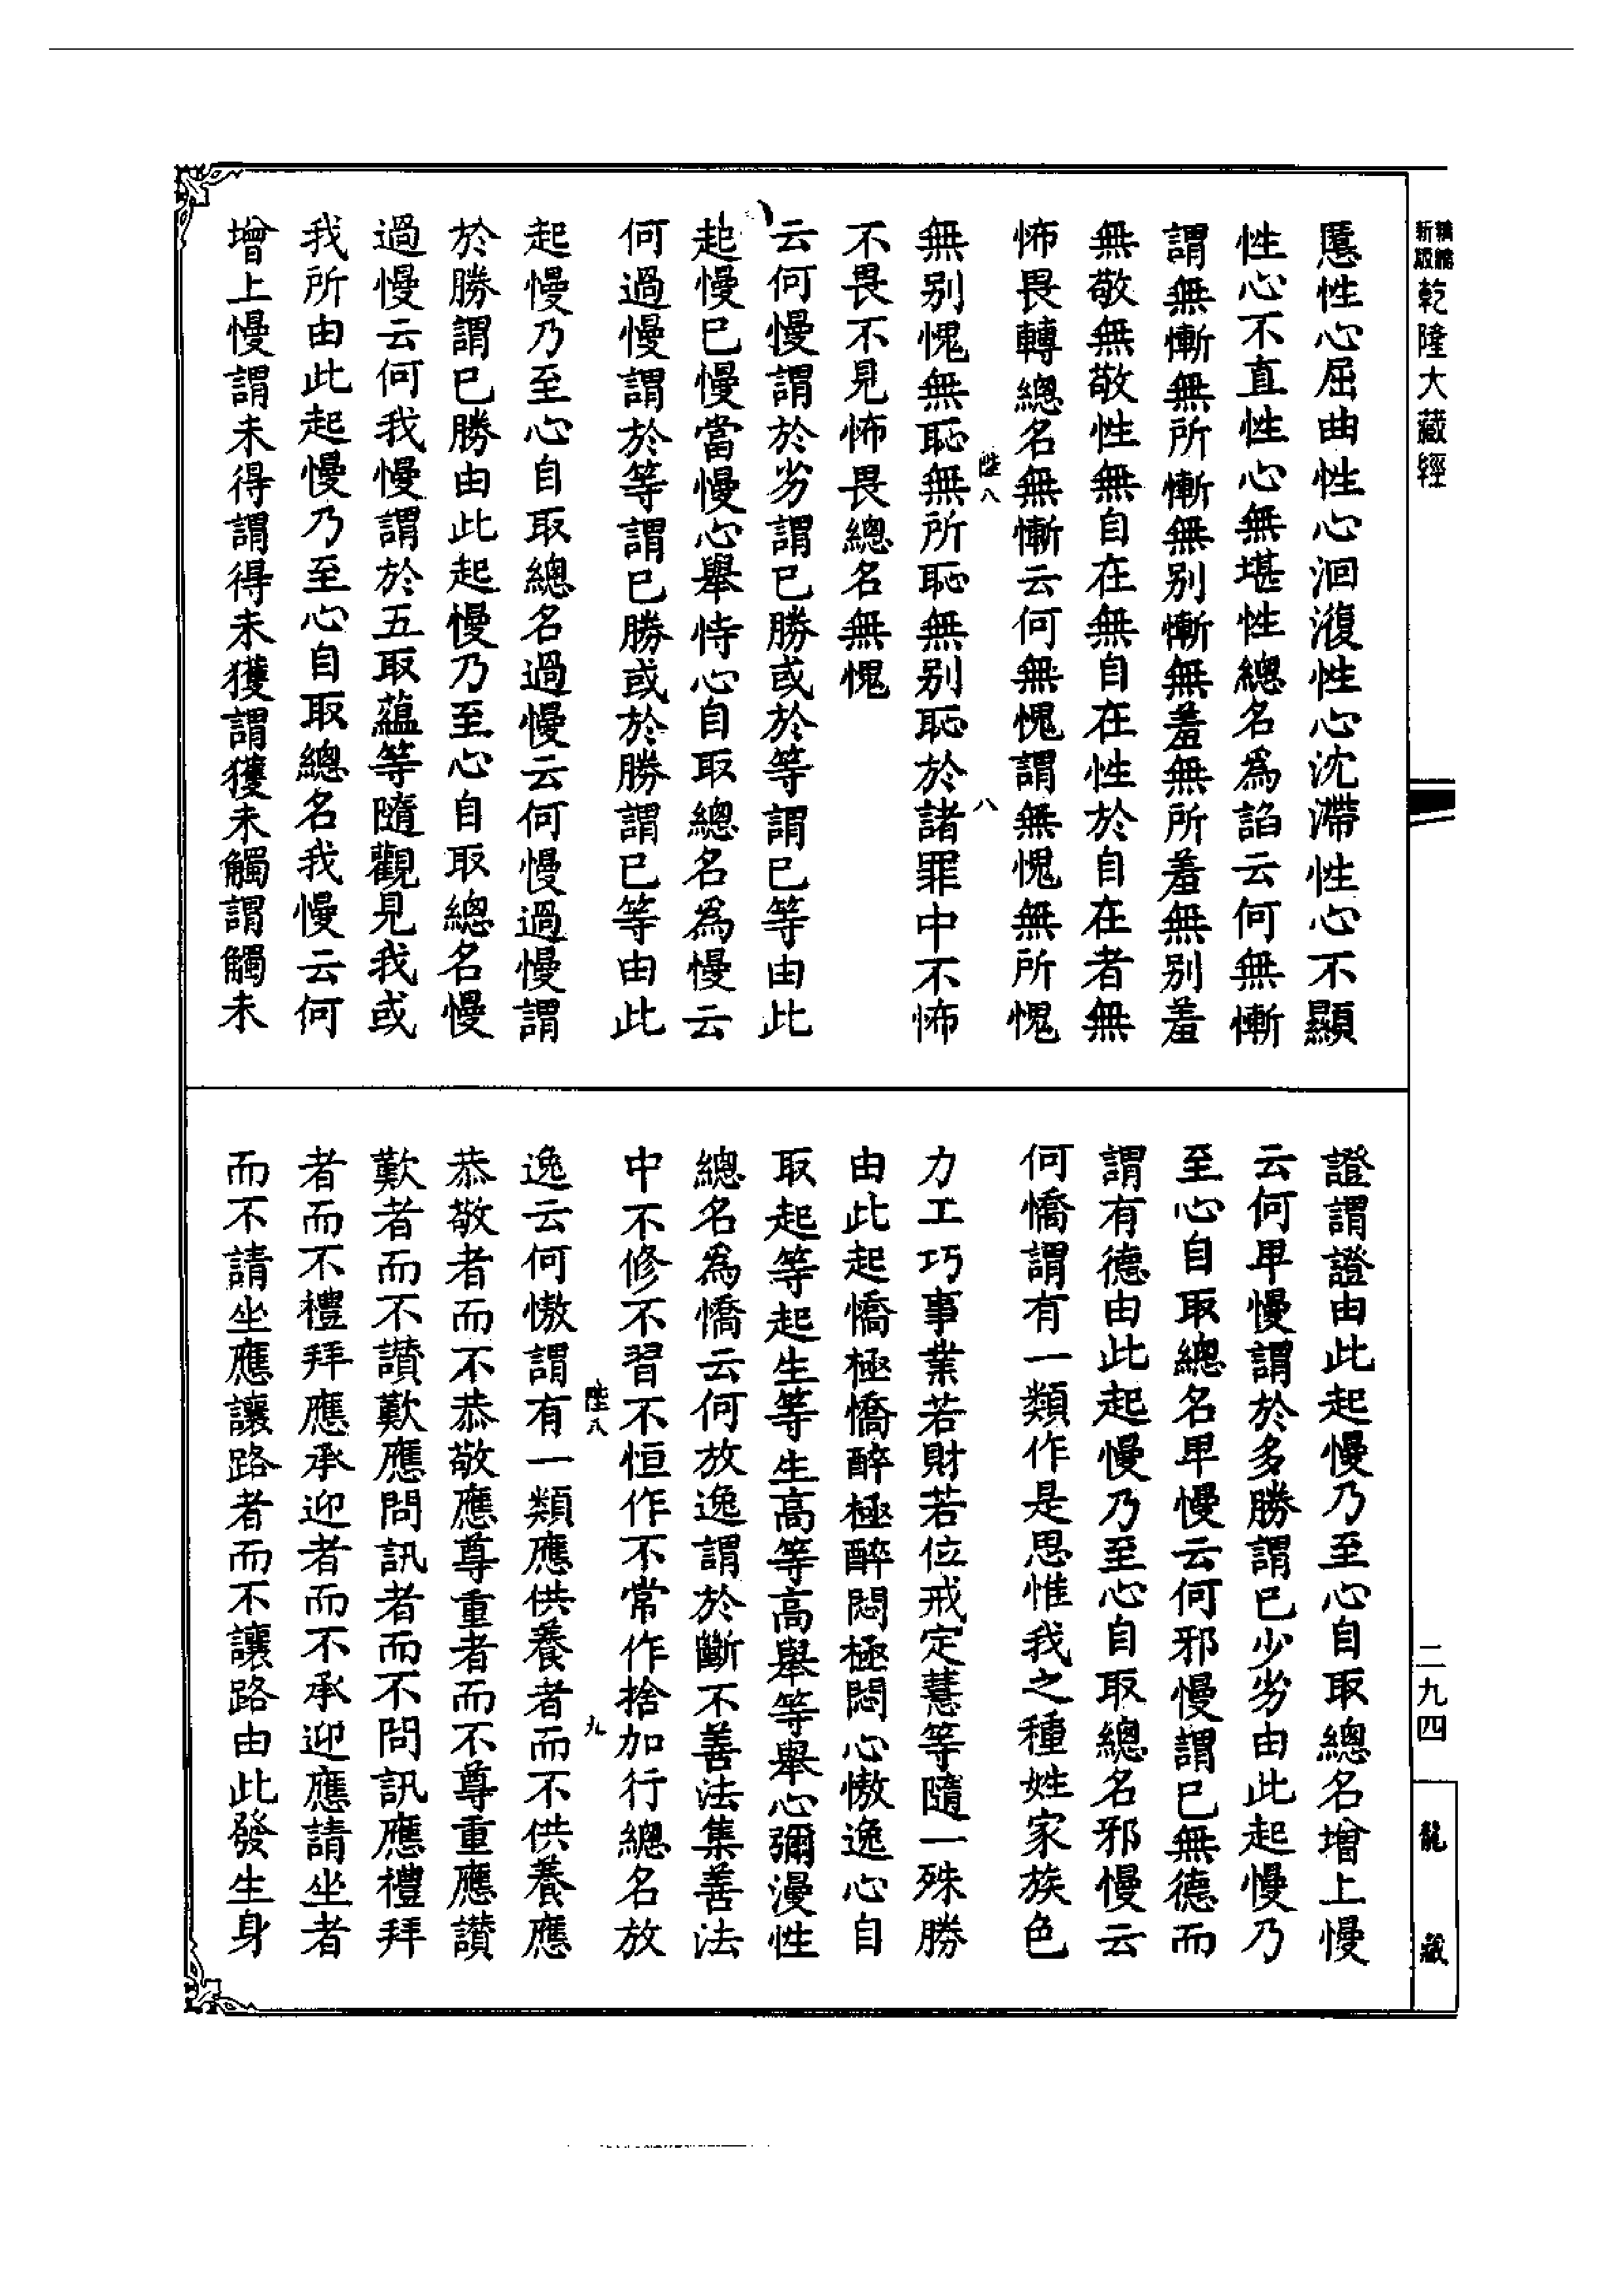 新版 精縮
乾隆大藏經
慝性心屈曲性心洄澓性心沈滯性心不顯
性心不直性心無堪性總名為諂云何無慚
謂無慚無所慚無别慚無羞無所羞無别羞
無敬無敬性無自在無自在性於自在者無
怖畏轉總名無慚云何無愧謂無愧無所愧
陛八 八
無别愧無恥無所恥無别恥於諸罪中不怖
不畏不見怖畏總名無愧
云何慢謂於劣謂已勝或於等謂已等由此
起慢已慢當慢心舉恃心自取總名為慢云
何過慢謂於等謂已勝或於勝謂已等由此
起慢乃至心自取總名過慢云何慢過慢謂
於勝謂已勝由此起慢乃至心自取總名慢
過慢云何我慢謂於五取蘊等隨觀見我或
我所由此起慢乃至心自取總名我慢云何
增上慢謂未得謂得未獲謂獲未觸謂觸未
證謂證由此起慢乃至心自取總名增上慢
云何卑慢謂於多勝謂已少劣由此起慢乃
至心自取總名卑慢云何邪慢謂已無德而
謂有德由此起慢乃至心自取總名邪慢云
何憍謂有一類作是思惟我之種姓家族色
力工巧事業若財若位戒定慧等隨一殊勝
由此起憍極憍醉極醉悶極悶心慠逸心自
取起等起生等生高等高舉等舉心彌漫性
總名為憍云何放逸謂於斷不善法集善法
中不修不習不恒作不常作捨加行總名放
陛八 九
逸云何慠謂有一類應供養者而不供養應
恭敬者而不恭敬應尊重者而不尊重應讚
歎者而不讚歎應問訊者而不問訊應禮拜
者而不禮拜應承迎者而不承迎應請坐者
而不請坐應讓路者而不讓路由此發生身
二九四
龍藏